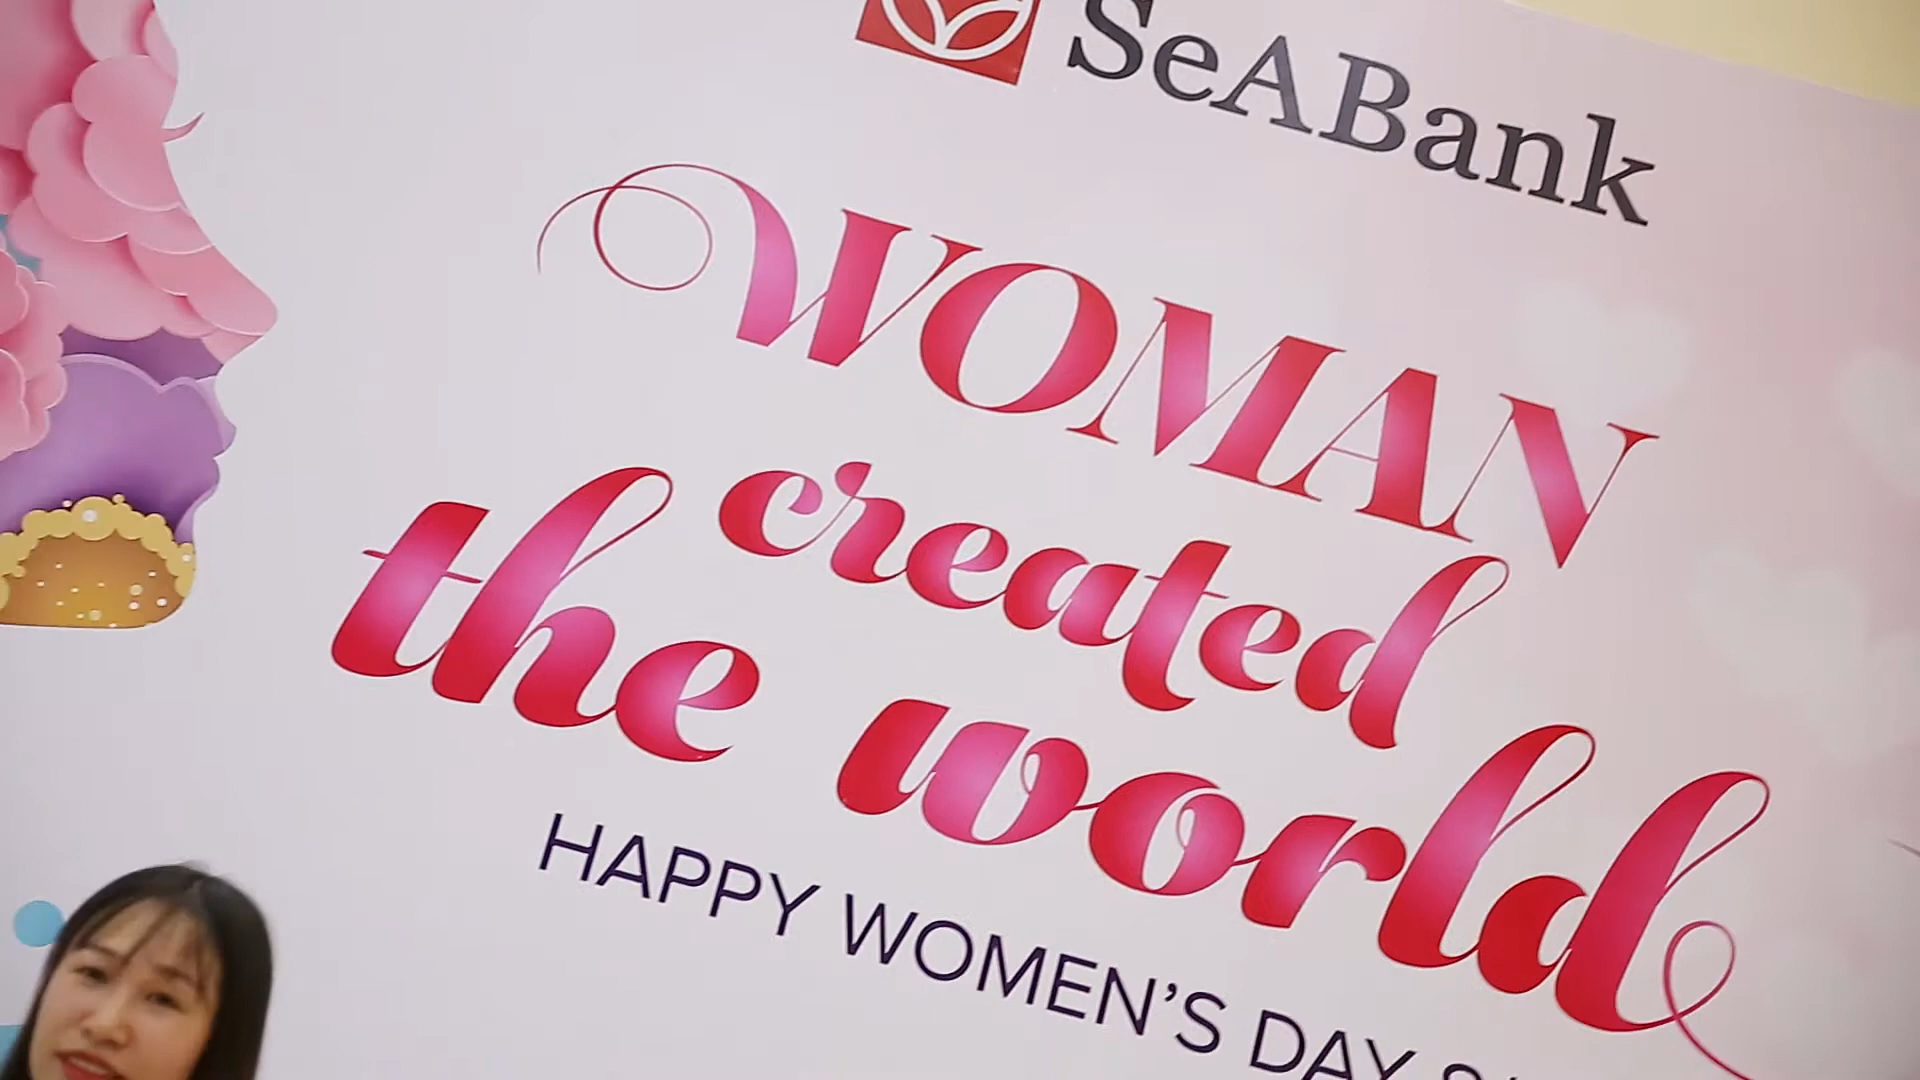 SeABank
WOMAN
created
the world
HAPPY WOMEN'S DAY